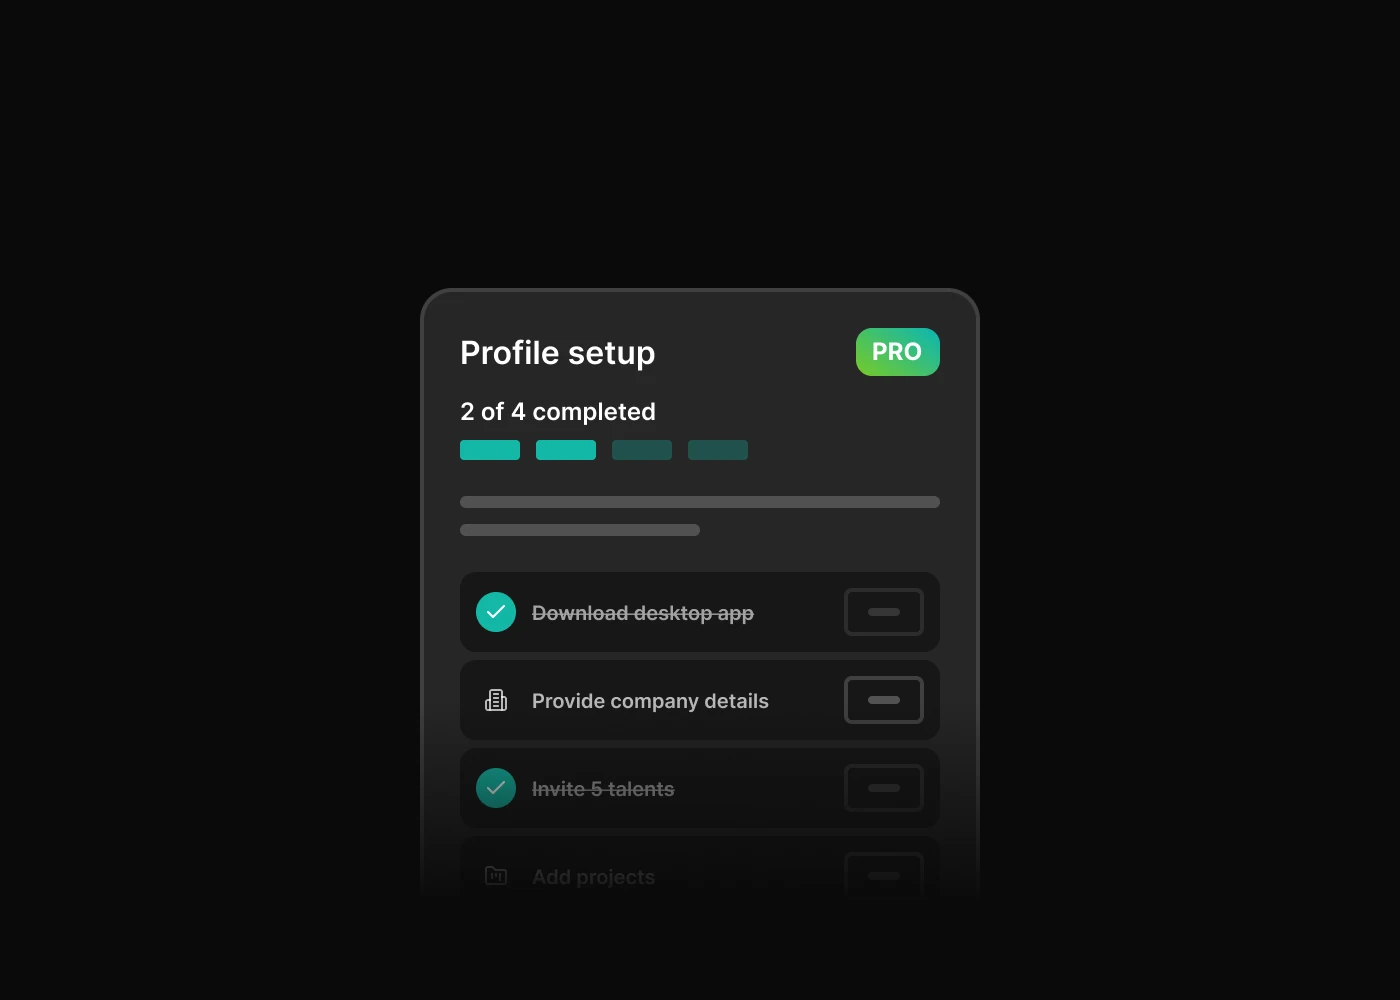 Profile setup
PRO
2 of 4 completed
Download desktop app
Provide company details
Invite 5 talents
Add projects